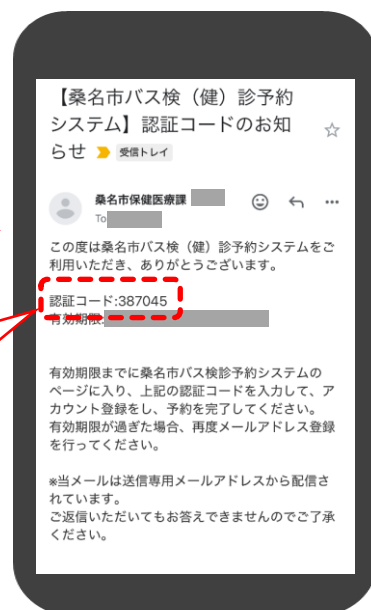 【桑名市バス検（健）診予約
システム】認証コードのお知
らせ 受信トレイ
桑名市保健医療課
To
この度は桑名市バス検（健）診予約システムをご
利用いただき、ありがとうございます。
認証コード:387045
有効期限:
有効期限までに桑名市バス検診予約システムの
ページに入り、上記の認証コードを入力して、ア
カウント登録をし、予約を完了してください。
有効期限が過ぎた場合、再度メールアドレス登録
を行ってください。
※当メールは送信専用メールアドレスから配信さ
れています。
ご返信いただいてもお答えできませんのでご了承
ください。